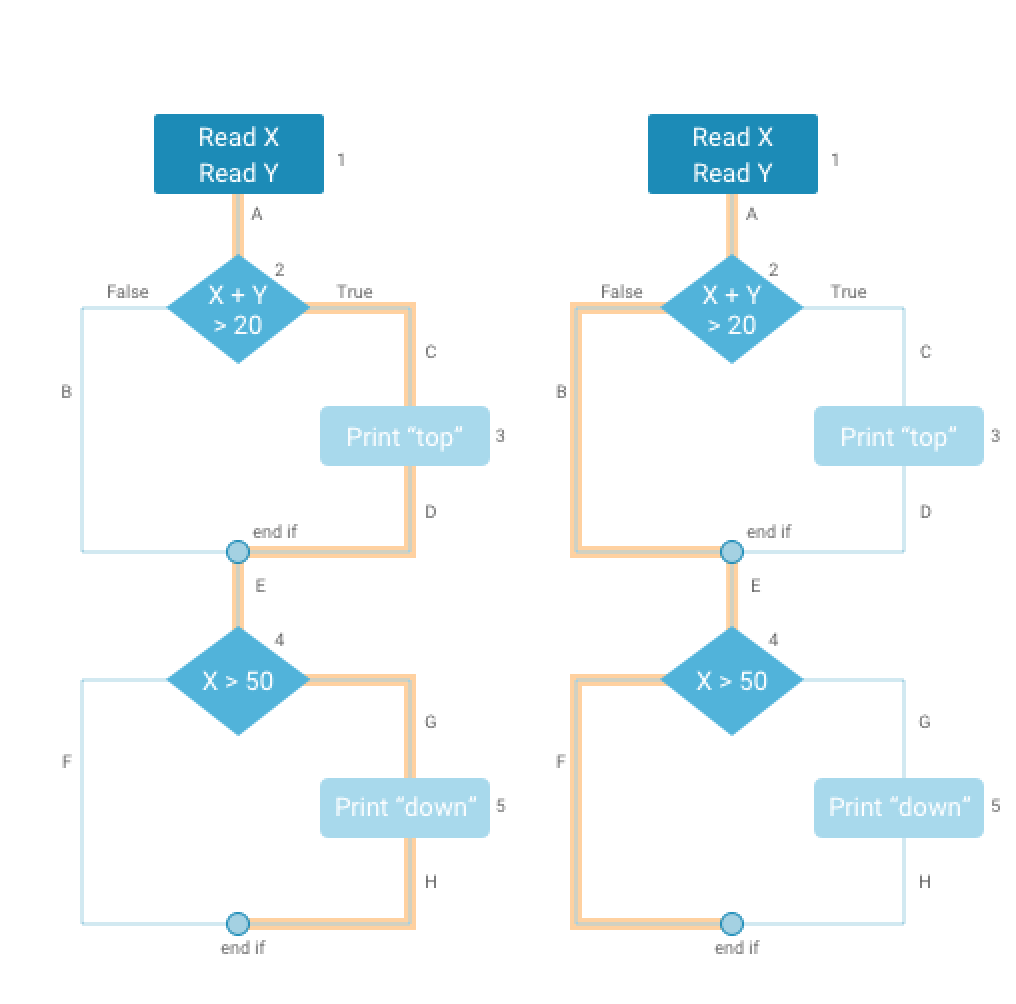 Read X
Read Y
1
A
2
False
X + Y
> 20
True
C
B
Print “top”
3
D
end if
E
4
X > 50
G
F
Print “down”
5
H
end if
Read X
Read Y
1
A
2
False
X + Y
> 20
True
C
B
Print “top”
3
D
end if
E
4
X > 50
G
F
Print “down”
5
H
end if